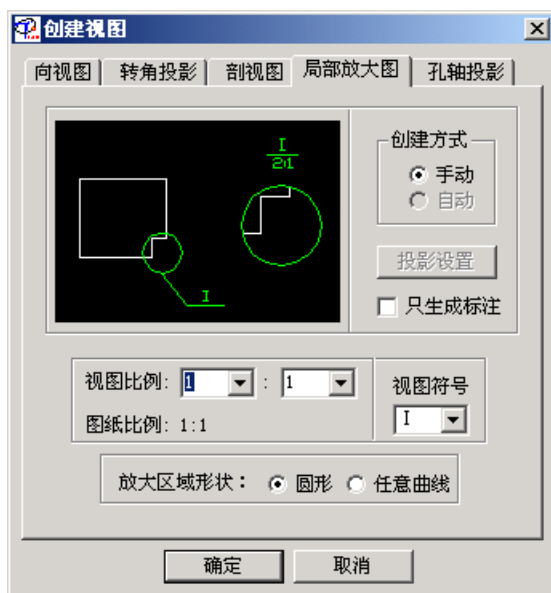 创建视图
向视图 转角投影 剖视图 局部放大图 孔轴投影
I
2:1
I
创建方式
手动
自动
投影设置
只生成标注
视图比例: 1 : 1
图纸比例: 1:1
视图符号
I
放大区域形状: 圆形 任意曲线
确定 取消